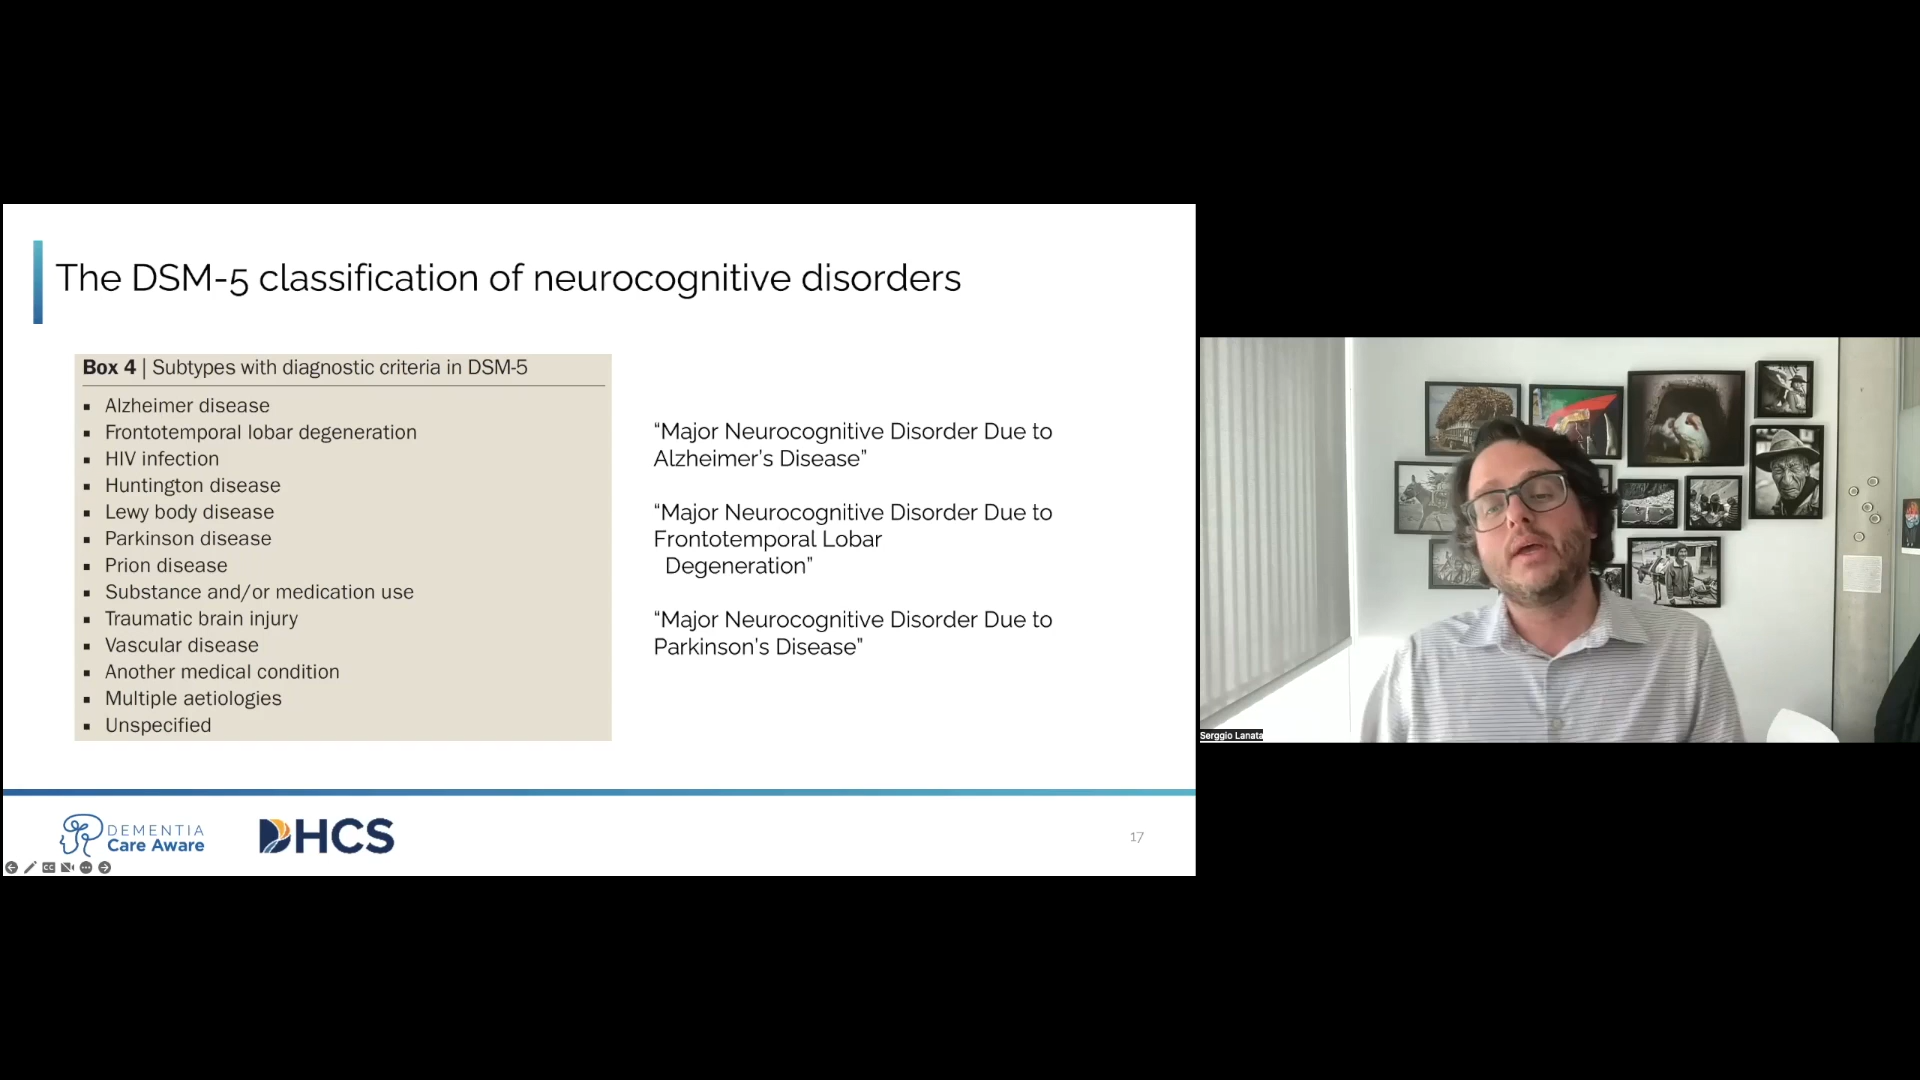 The DSM-5 classification of neurocognitive disorders
Box 4 | Subtypes with diagnostic criteria in DSM-5
▪ Alzheimer disease
▪ Frontotemporal lobar degeneration
▪ HIV infection
▪ Huntington disease
▪ Lewy body disease
▪ Parkinson disease
▪ Prion disease
▪ Substance and/or medication use
▪ Traumatic brain injury
▪ Vascular disease
▪ Another medical condition
▪ Multiple aetiologies
▪ Unspecified
“Major Neurocognitive Disorder Due to
Alzheimer’s Disease”
“Major Neurocognitive Disorder Due to
Frontotemporal Lobar
Degeneration”
“Major Neurocognitive Disorder Due to
Parkinson’s Disease”
DEMENTIA
Care Aware
DHCS
17
CC
Serggio Lanata